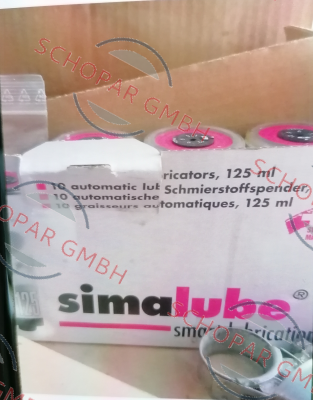 10 automatic lub ricators, 125 ml
10 automatische Schmierstoffspender,
10 graisseurs automatiques, 125 ml
simalube®
smart lubrication
SCHOPAR GMBH
SCHOPAR GMBH
SCHOPAR GMBH
SCHOPAR GMBH